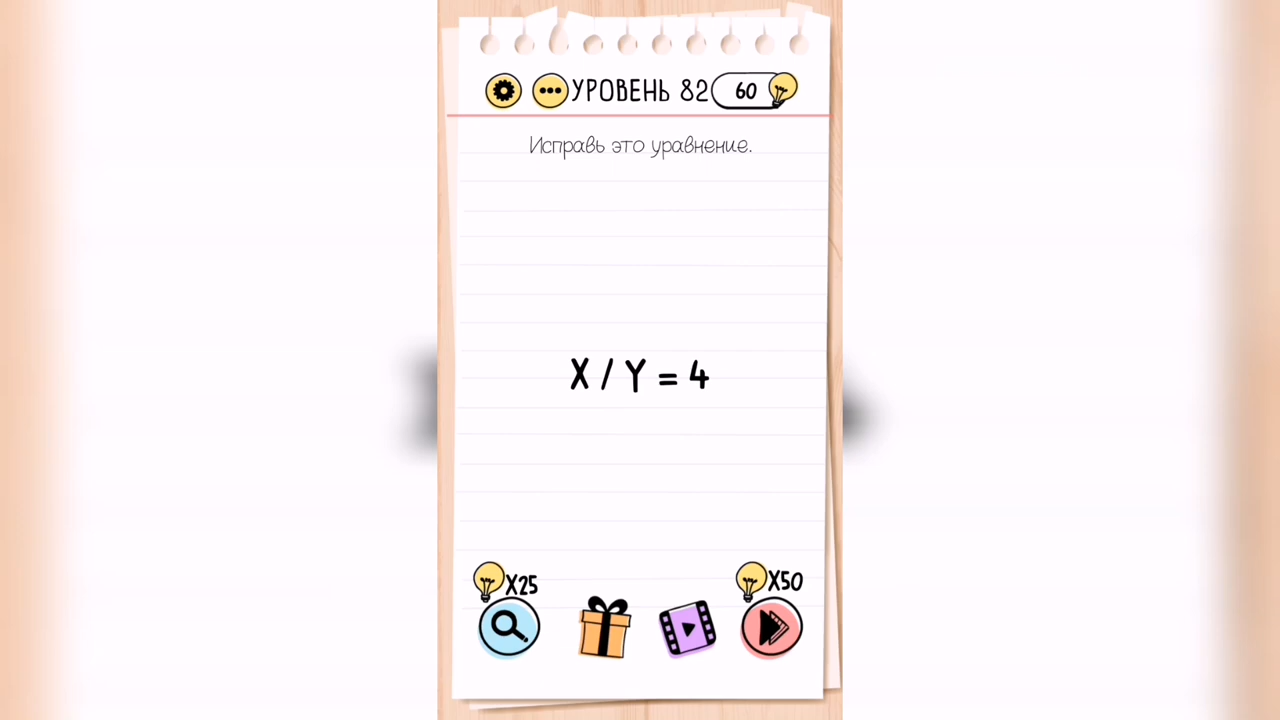 УРОВЕНЬ 82
60
Исправь это уравнение.
X / Y = 4
X25
X50